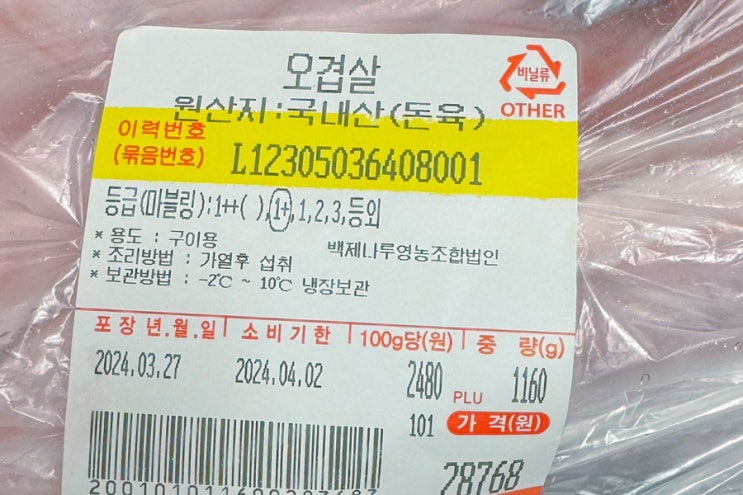 오겹살
비닐류
OTHER
원산지:국내산(돈육)
이력번호
(묶음번호)
L12305036408001
등급(마블링):1++( ),1+,1,2,3,등외
* 용도 : 구이용
백제나루영농조합법인
* 조리방법 : 가열후 섭취
* 보관방법 : -2℃ ~ 10℃ 냉장보관
포장년.월.일 소비기한 100g당(원) 중 량(g)
2024.03.27 2024.04.02 2480 PLU 1160
101 가 격(원)
28768